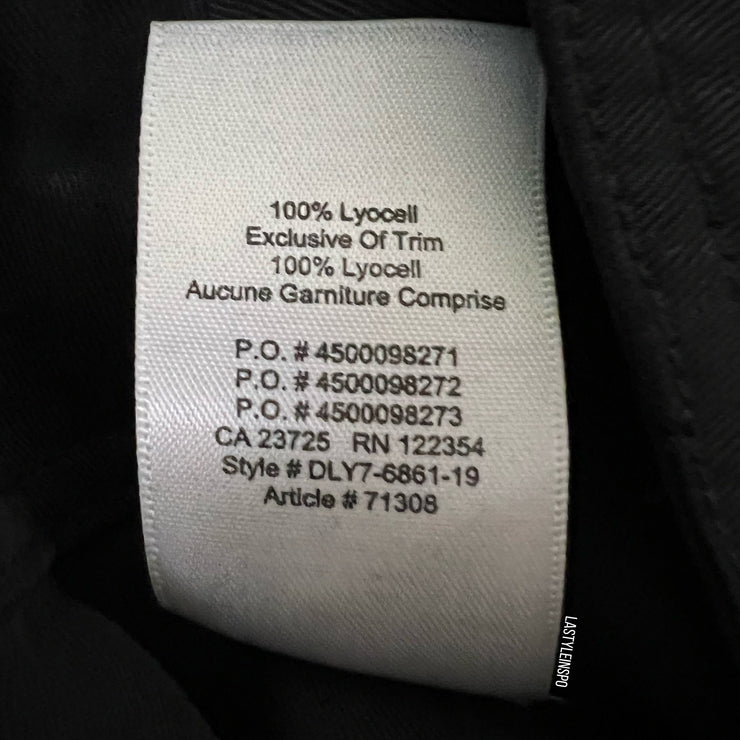 100% Lyocell
Exclusive Of Trim
100% Lyocell
Aucune Garniture Comprise
P.O. # 4500098271
P.O. # 4500098272
P.O. # 4500098273
CA 23725 RN 122354
Style # DLY7-6861-19
Article # 71308
LASTYLEINSPO